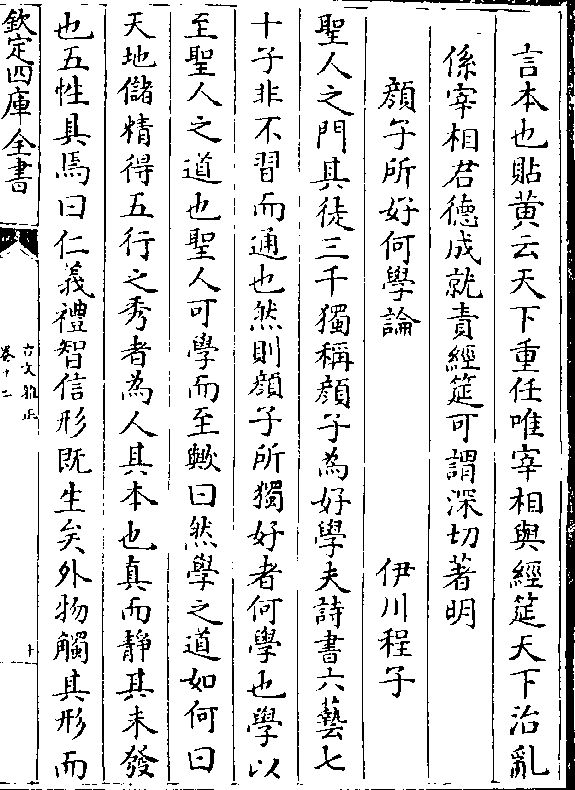 言本也貼黄云天下重任唯宰相與經筵天下治亂
係宰相君德成就責經筵可謂深切著明
顔子所好何學論 伊川程子
聖人之門其徒三千獨稱顔子為好學夫詩書六藝七
十子非不習而通也然則顔子所獨好者何學也學以
至聖人之道也聖人可學而至歟曰然學之道如何曰
天地儲精得五行之秀者為人其本也真而静其未發
也五性具焉曰仁義禮智信形既生矣外物觸其形而
欽定四庫全書
古文雅正
卷十二
十